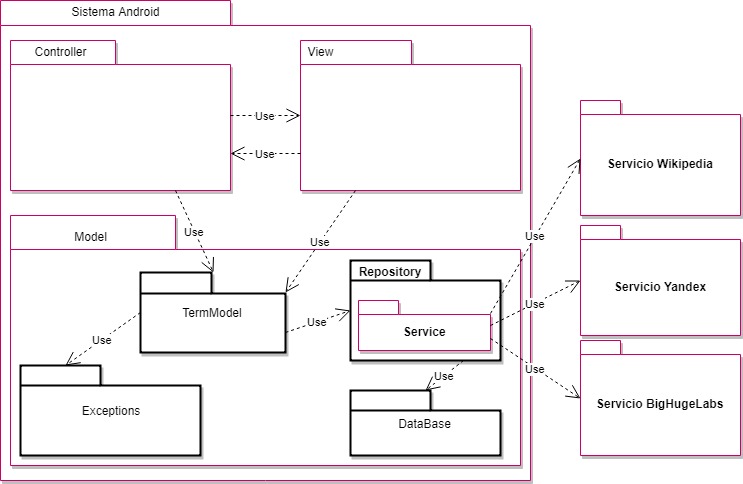 Sistema Android
Controller
View
Use
Use
Servicio Wikipedia
Use
Use
Use
Model
Repository
Servicio Yandex
TermModel
Use
Use
Service
Use
Use
Use
Servicio BigHugeLabs
Exceptions
DataBase